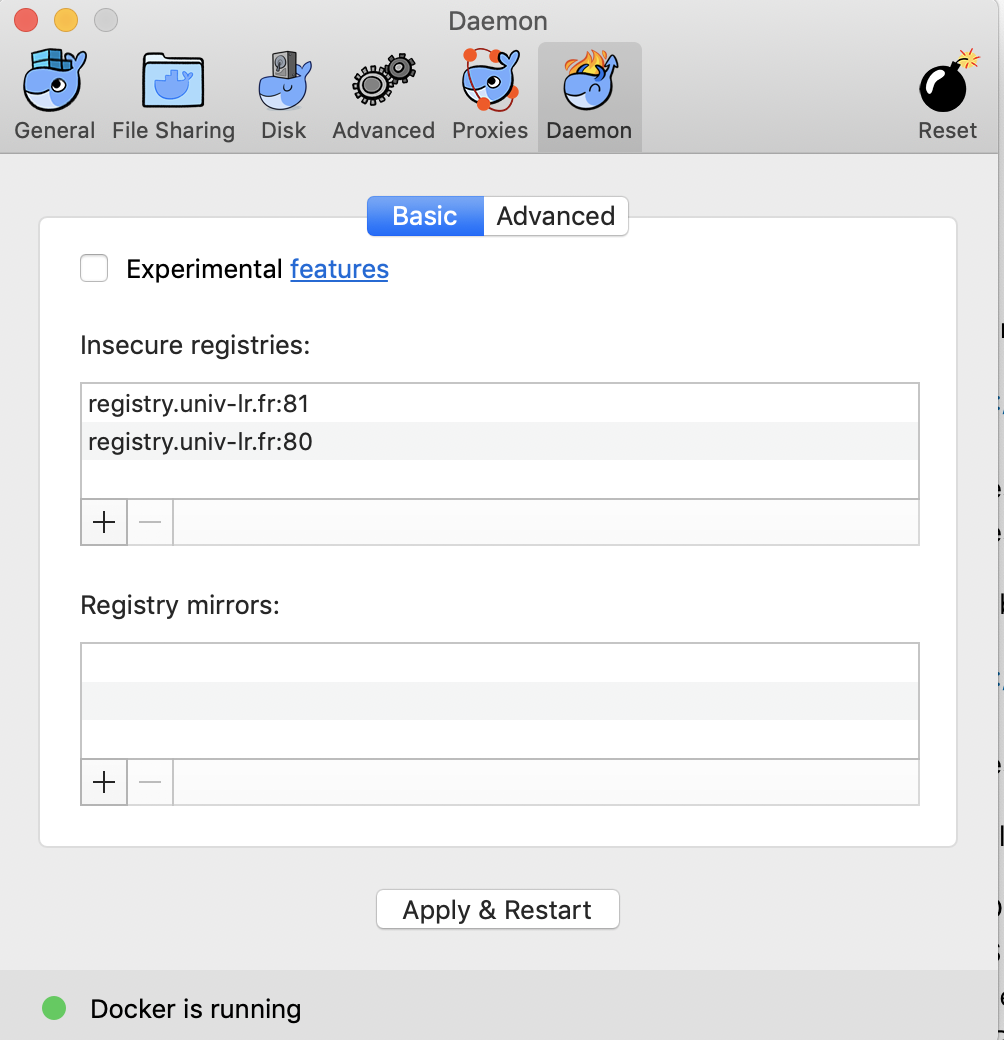 Daemon
General File Sharing Disk Advanced Proxies Daemon Reset
Basic Advanced
Experimental features
Insecure registries:
registry.univ-lr.fr:81
registry.univ-lr.fr:80
Registry mirrors:
Apply & Restart
Docker is running